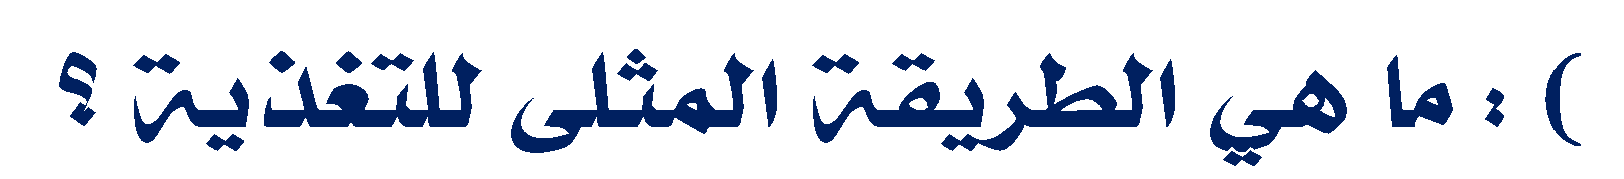 ) : ما هي الطريقة المثلى للتغذية ؟